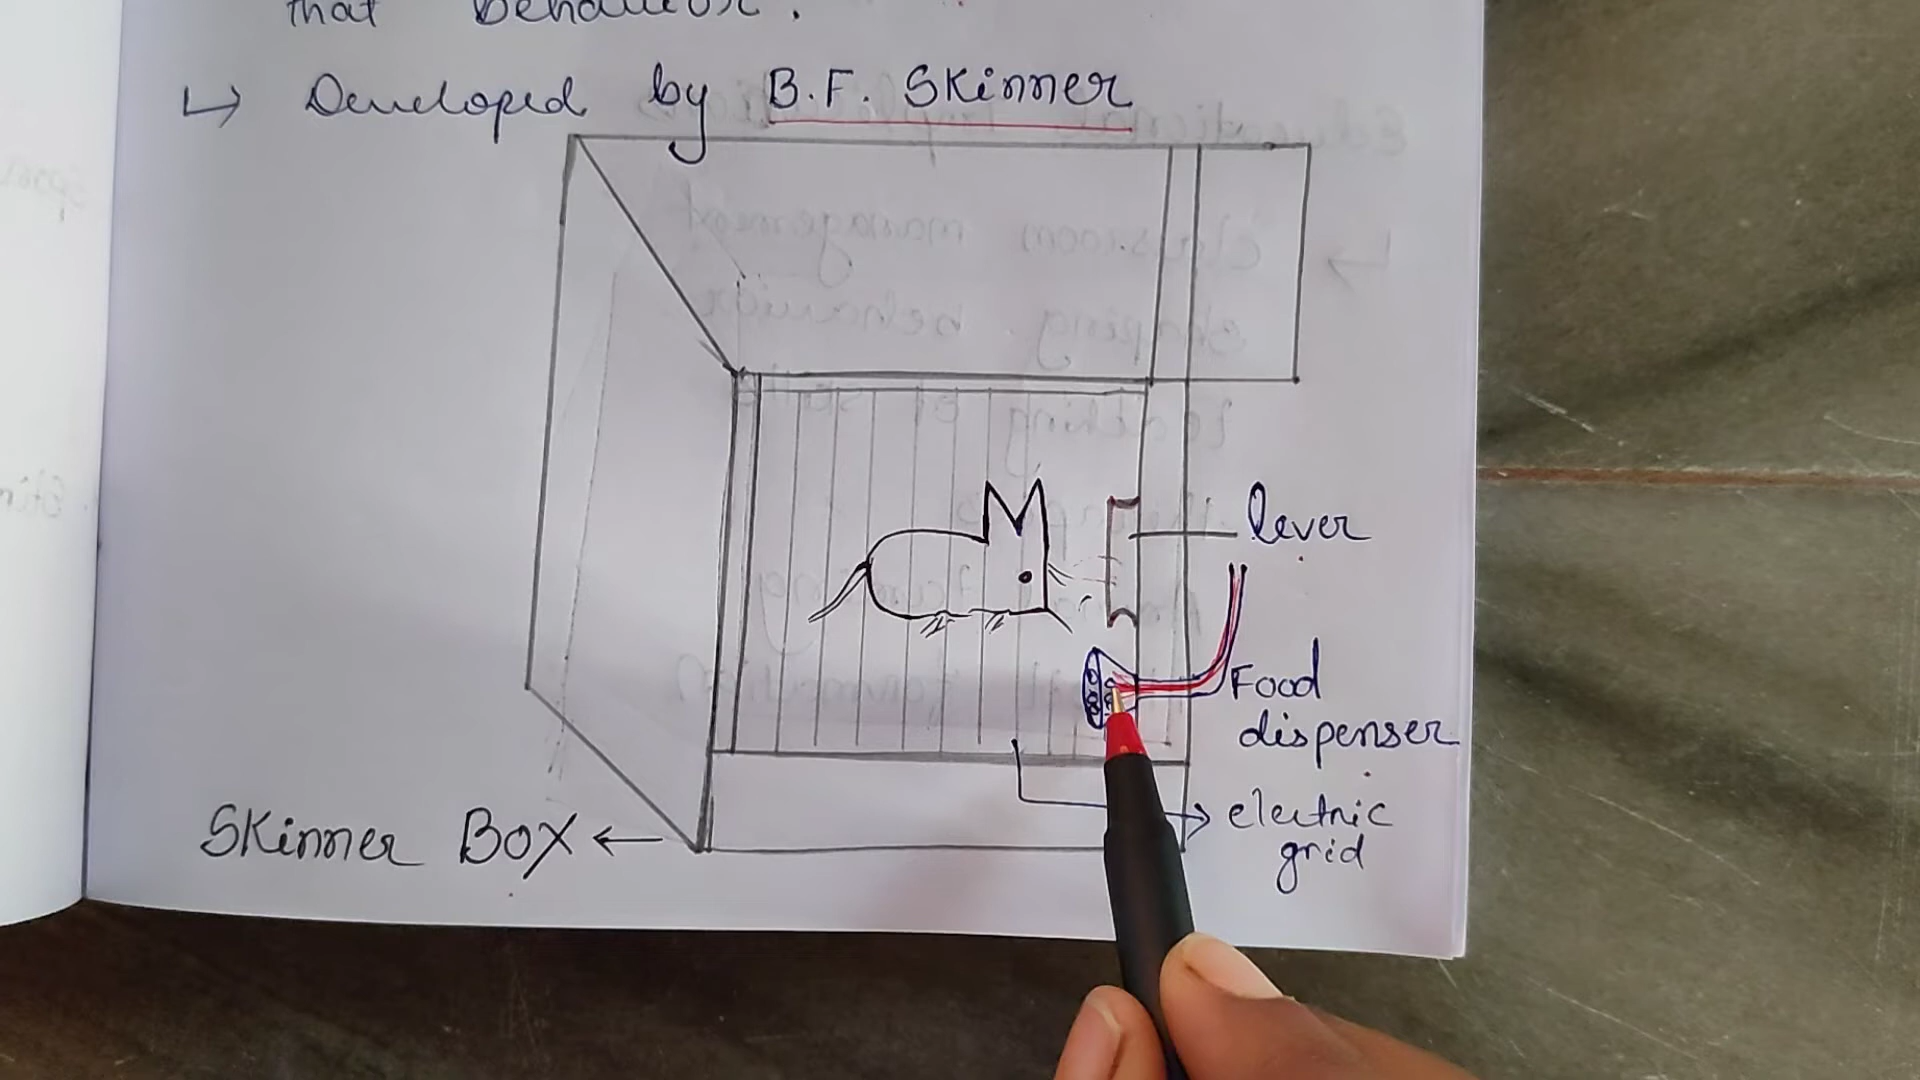 that behaviour.
↳ Developed by B.F. Skinner
lever
Food
dispenser
electric
grid
Skinner Box ←